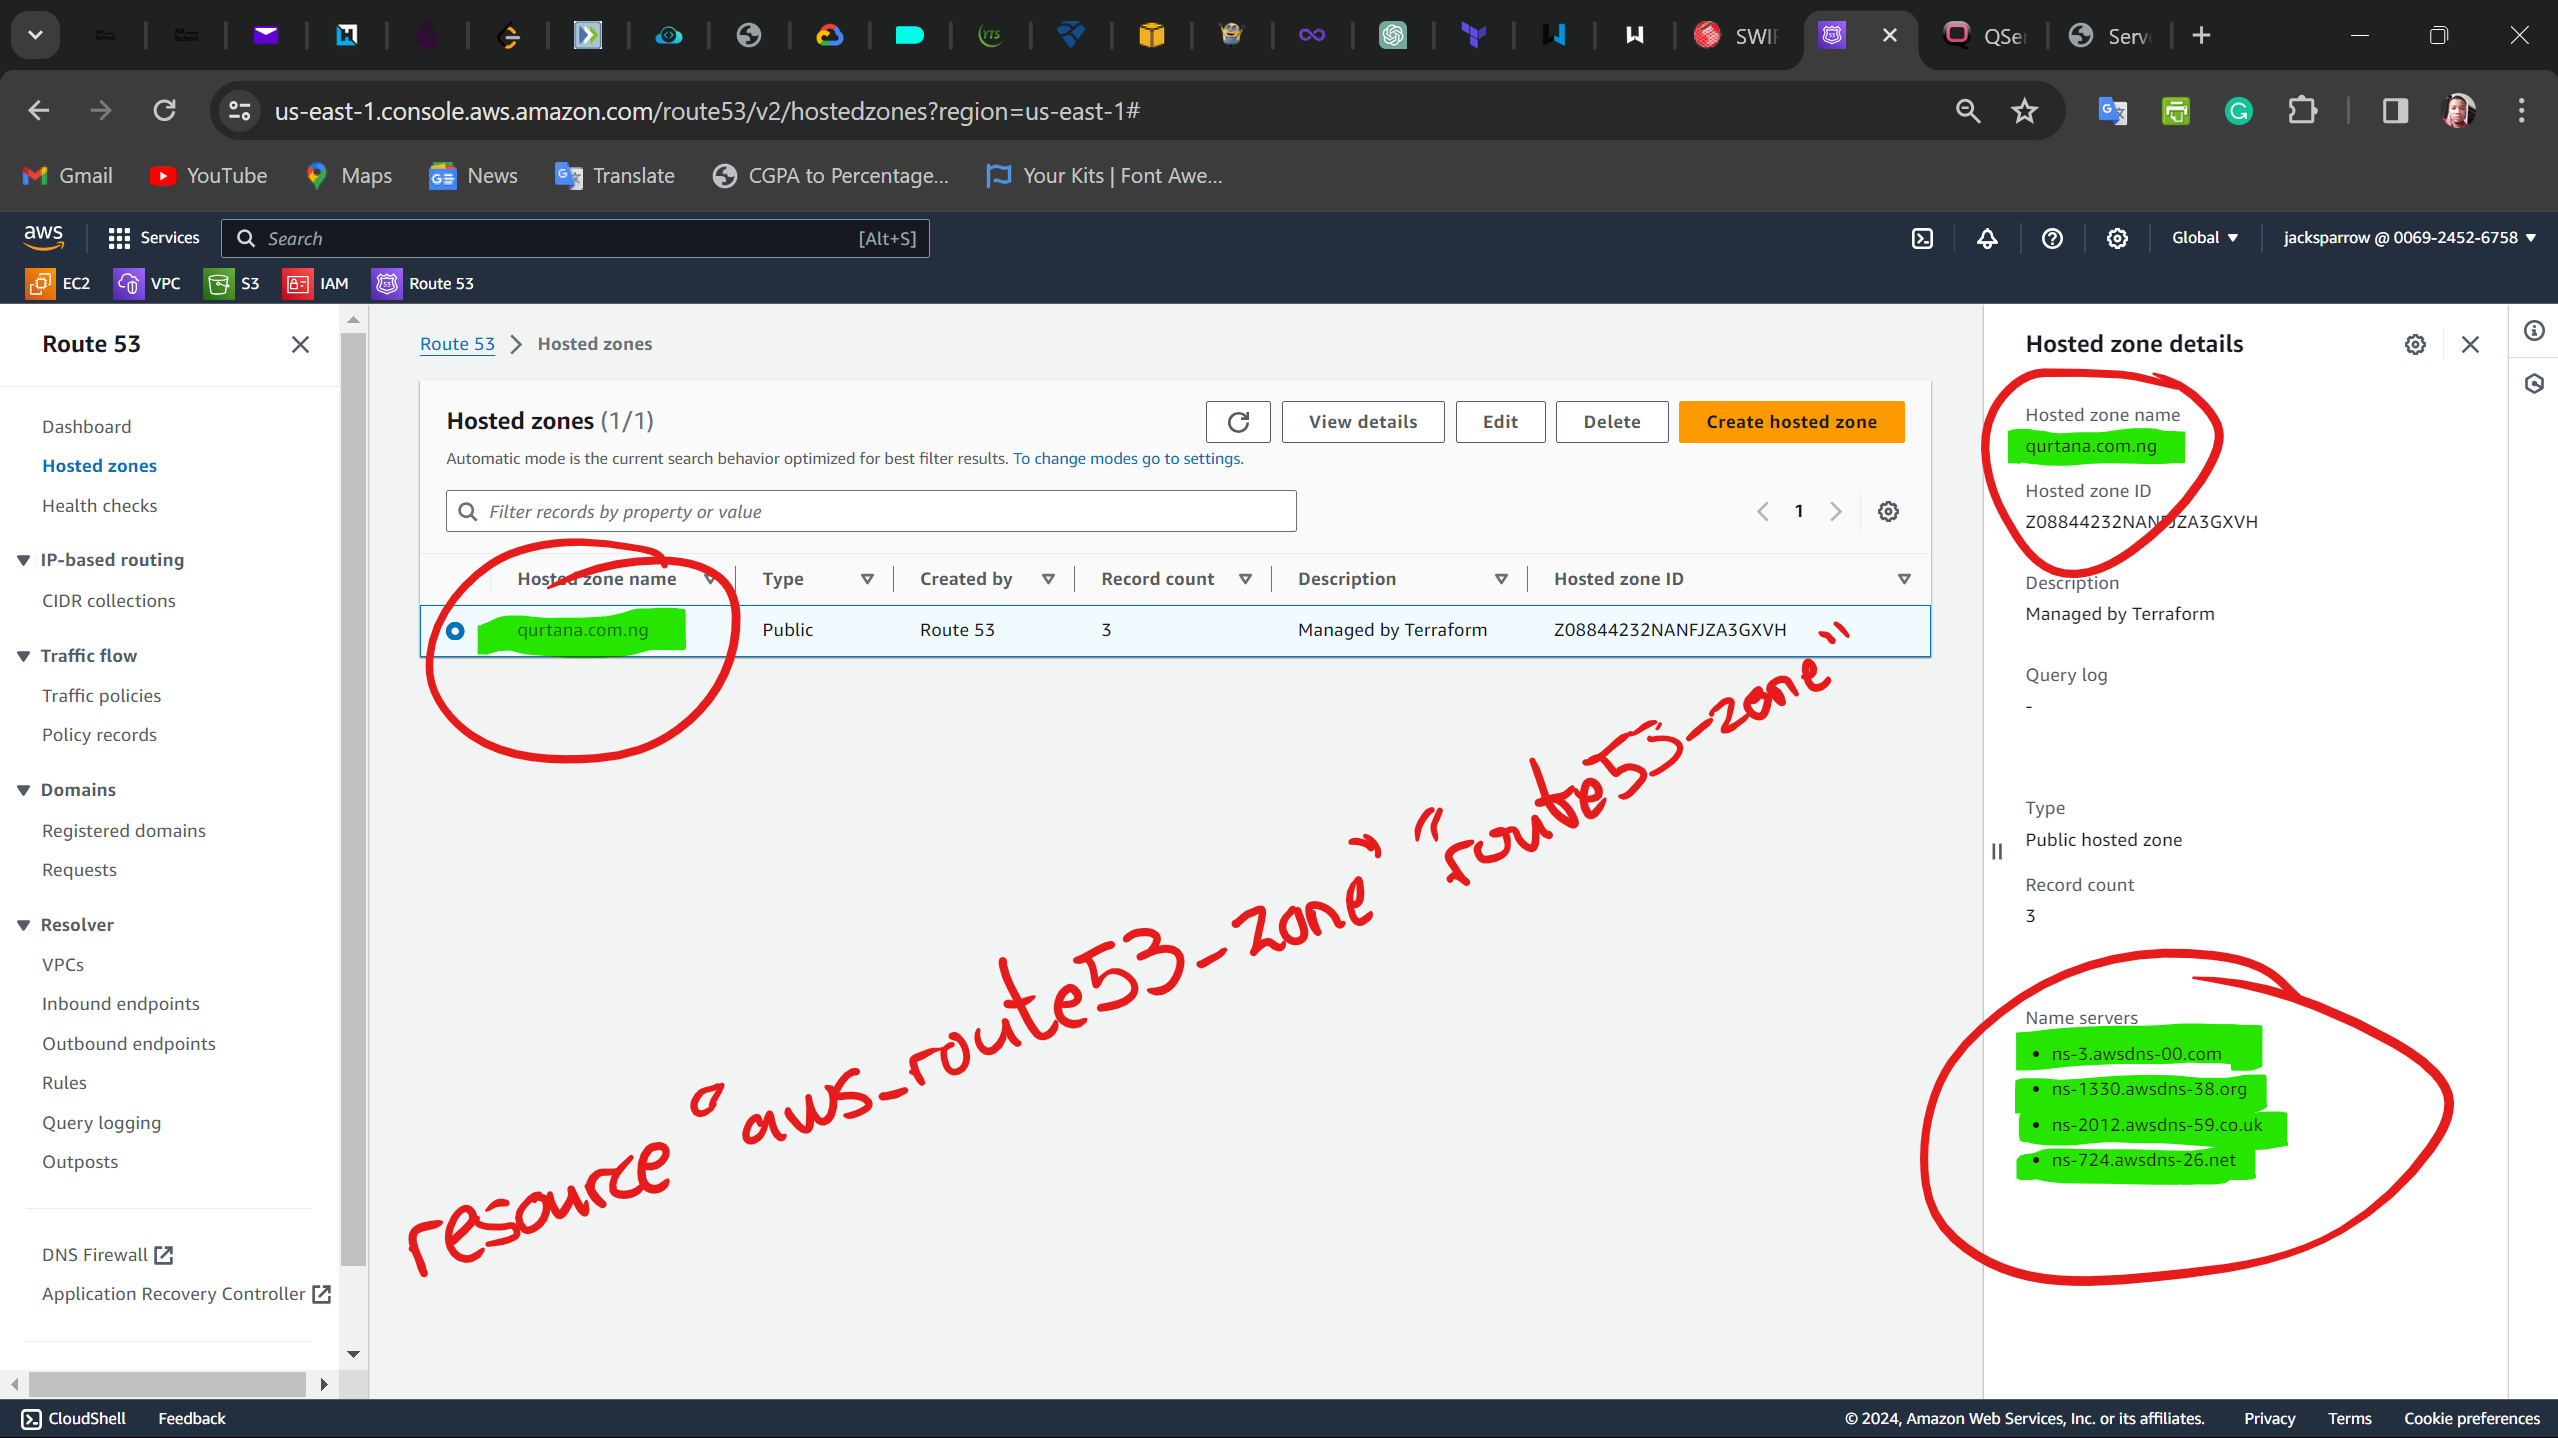 SWIF
QSer
Serv
us-east-1.console.aws.amazon.com/route53/v2/hostedzones?region=us-east-1#
Gmail
YouTube
Maps
News
Translate
CGPA to Percentage...
Your Kits | Font Awe...
aws
Services
Search
[Alt+S]
Global
jacksparrow @ 0069-2452-6758
EC2
VPC
S3
IAM
Route 53
Route 53
Dashboard
Hosted zones
Health checks
IP-based routing
CIDR collections
Traffic flow
Traffic policies
Policy records
Domains
Registered domains
Requests
Resolver
VPCs
Inbound endpoints
Outbound endpoints
Rules
Query logging
Outposts
DNS Firewall
Application Recovery Controller
Route 53 > Hosted zones
Hosted zones (1/1)
View details
Edit
Delete
Create hosted zone
Automatic mode is the current search behavior optimized for best filter results. To change modes go to settings.
Filter records by property or value
1
Hosted zone name Type Created by Record count Description Hosted zone ID
qurtana.com.ng Public Route 53 3 Managed by Terraform Z08844232NANFJZA3GXVH
resource "aws_route53_zone" "route53-zone"
Hosted zone details
Hosted zone name
qurtana.com.ng
Hosted zone ID
Z08844232NANFJZA3GXVH
Description
Managed by Terraform
Query log
-
Type
Public hosted zone
Record count
3
Name servers
• ns-3.awsdns-00.com
• ns-1330.awsdns-38.org
• ns-2012.awsdns-59.co.uk
• ns-724.awsdns-26.net
CloudShell
Feedback
© 2024, Amazon Web Services, Inc. or its affiliates.
Privacy
Terms
Cookie preferences